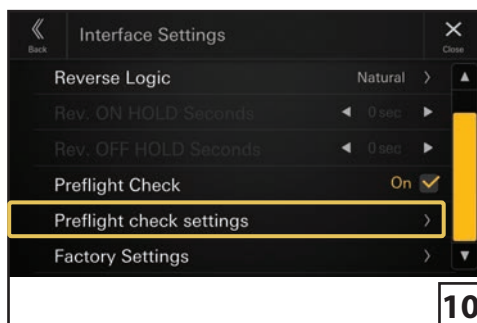 Interface Settings
Back
Close
Reverse Logic Natural
Rev. ON HOLD Seconds 0 sec
Rev. OFF HOLD Seconds 0 sec
Preflight Check On
Preflight check settings
Factory Settings
10